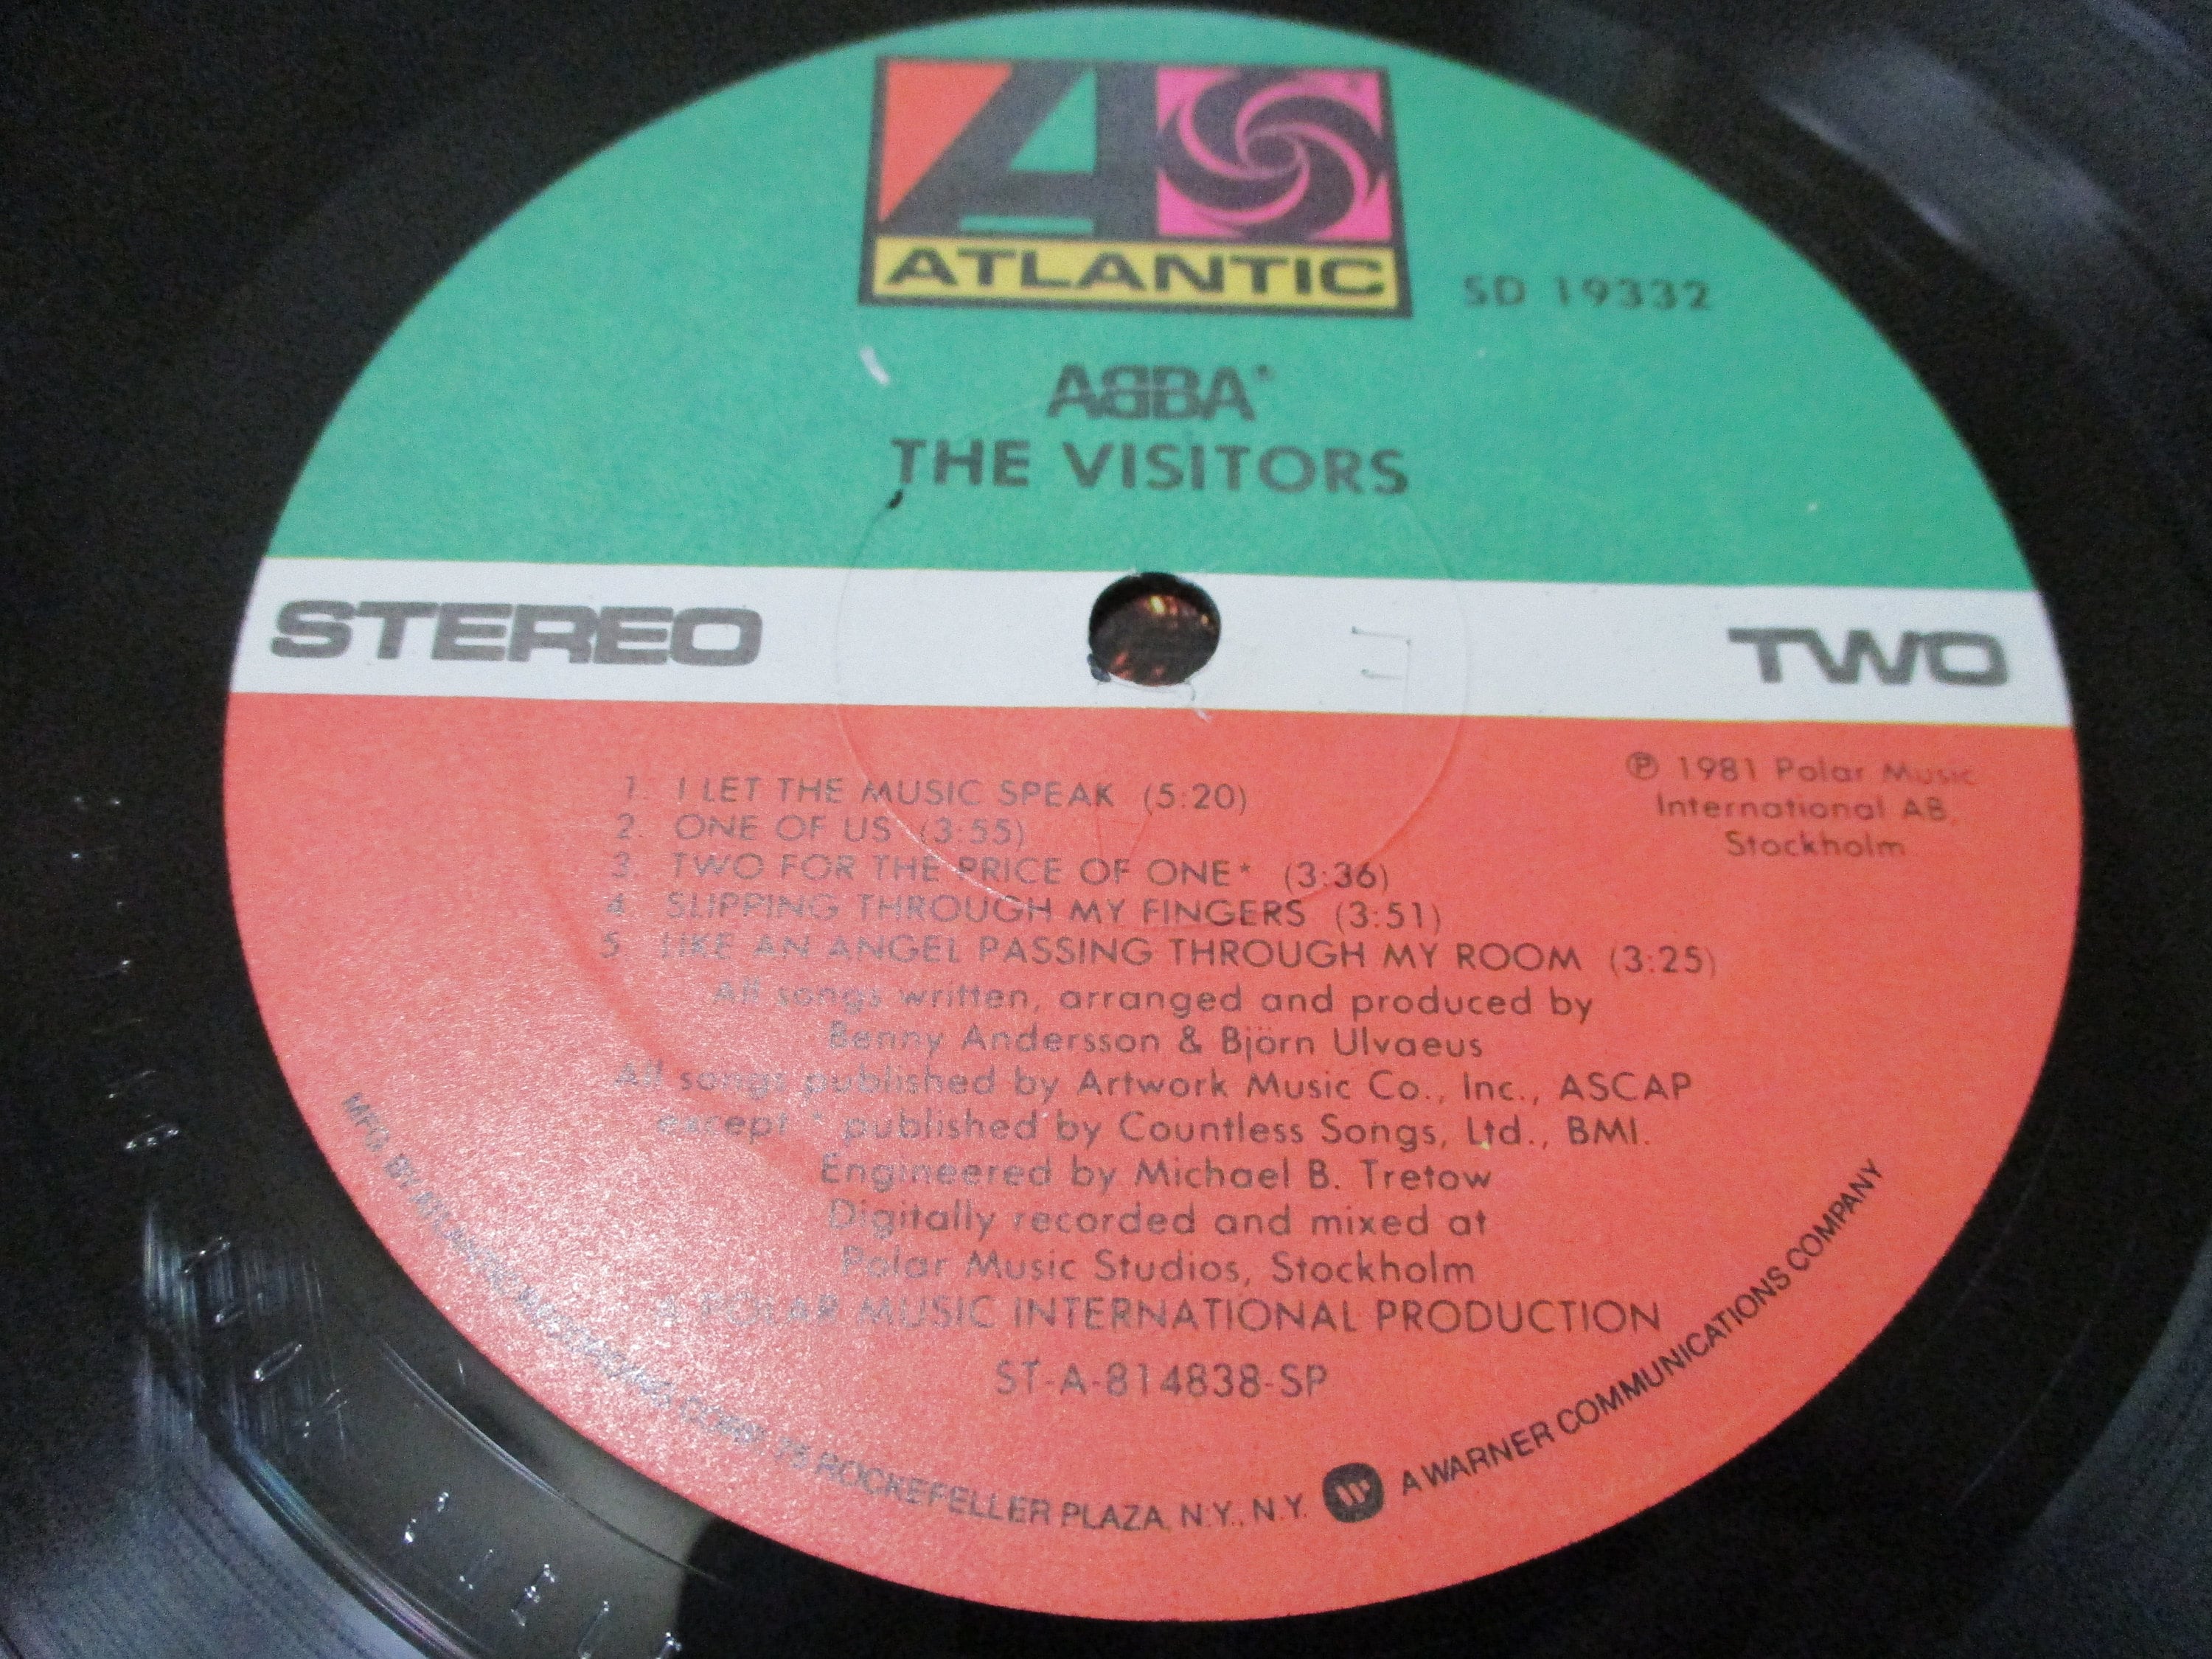 ATLANTIC
SD 19332
ABBA*
THE VISITORS
STEREO
TWO
℗ 1981 Polar Music
International AB,
Stockholm
1. I LET THE MUSIC SPEAK (5:20)
2. ONE OF US (3:55)
3. TWO FOR THE PRICE OF ONE* (3:36)
4. SLIPPING THROUGH MY FINGERS (3:51)
5. LIKE AN ANGEL PASSING THROUGH MY ROOM (3:25)
All songs written, arranged and produced by
Benny Andersson & Björn Ulvaeus
All songs published by Artwork Music Co., Inc., ASCAP
except * published by Countless Songs, Ltd., BMI.
Engineered by Michael B. Tretow
Digitally recorded and mixed at
Polar Music Studios, Stockholm
A POLAR MUSIC INTERNATIONAL PRODUCTION
ST-A-814838-SP
MFG. BY ATLANTIC RECORDING CORP., 75 ROCKEFELLER PLAZA, N.Y., N.Y. A WARNER COMMUNICATIONS COMPANY